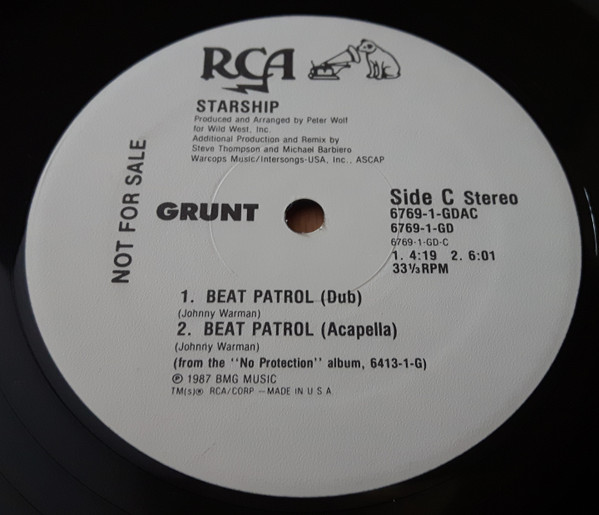 RCA
STARSHIP
Produced and Arranged by Peter Wolf
for Wild West, Inc.
Additional Production and Remix by
Steve Thompson and Michael Barbiero
Warcops Music/Intersongs-USA, Inc., ASCAP
NOT FOR SALE
GRUNT
Side C Stereo
6769-1-GDAC
6769-1-GD
6769-1-GD-C
1. 4:19 2. 6:01
33⅓RPM
1. BEAT PATROL (Dub)
(Johnny Warman)
2. BEAT PATROL (Acapella)
(Johnny Warman)
(from the "No Protection" album, 6413-1-G)
℗ 1987 BMG MUSIC
TM(s)® RCA/CORP – MADE IN U S A